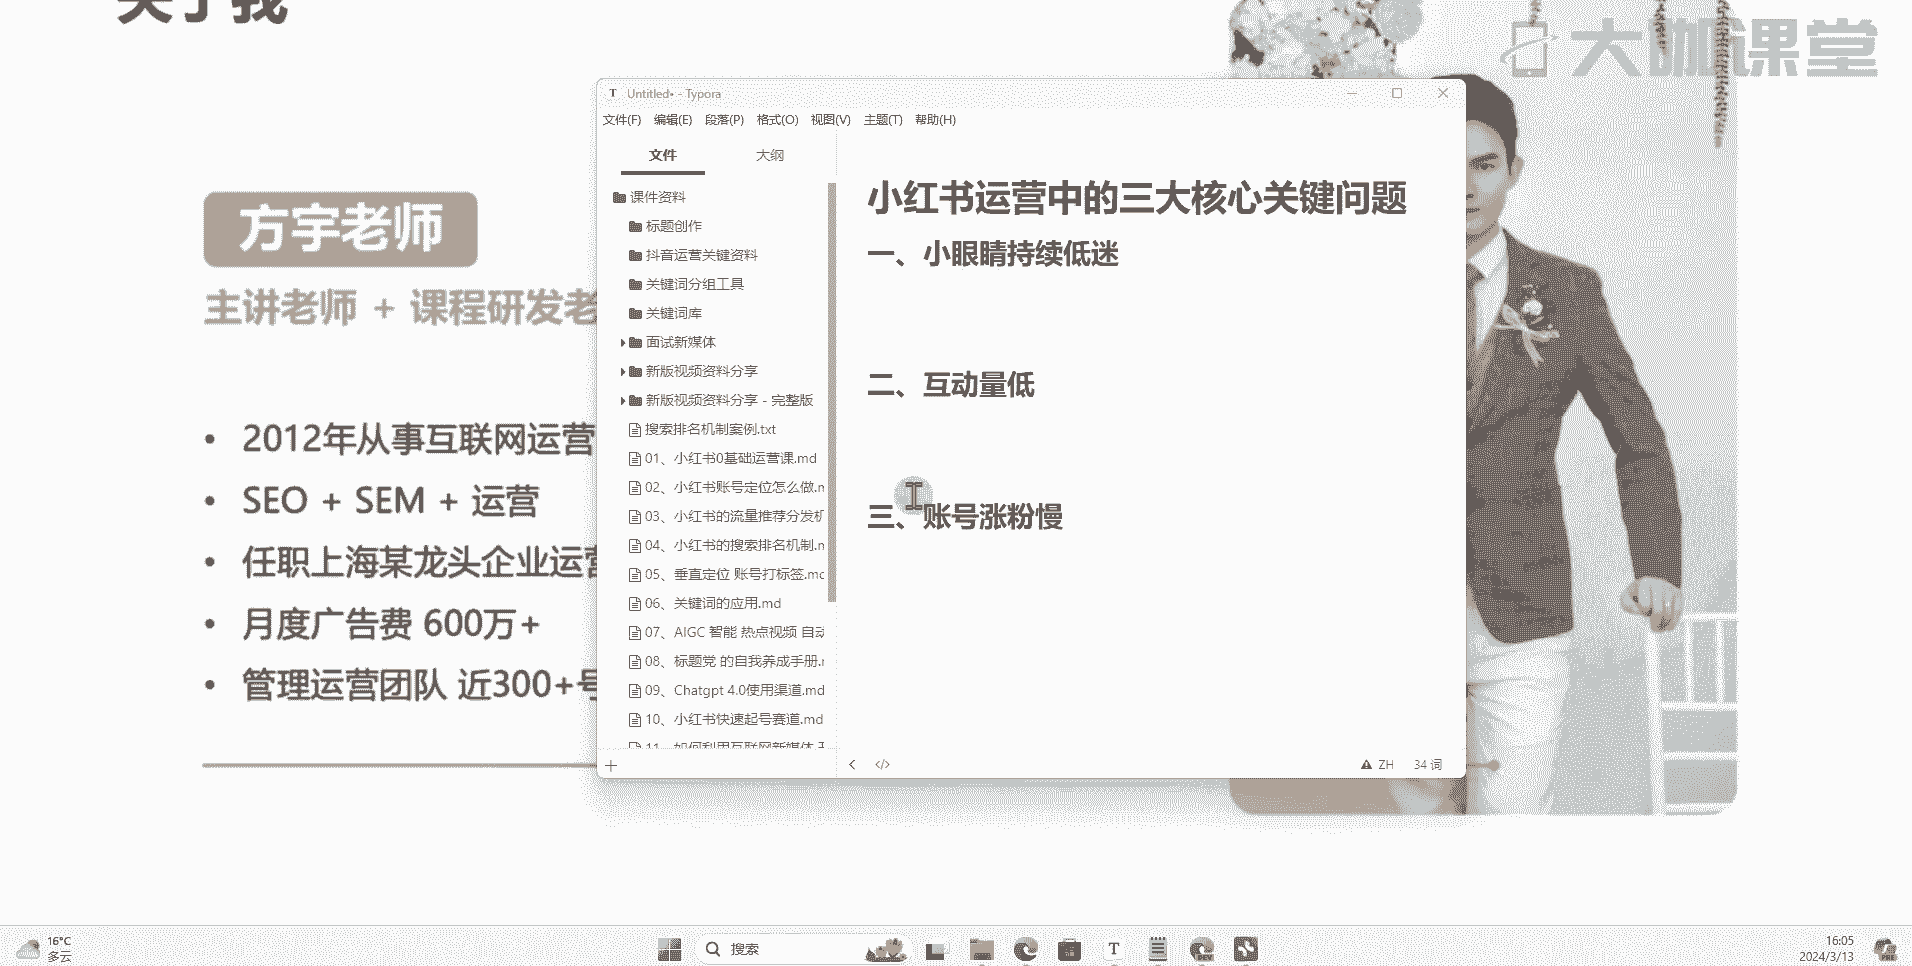 关于我
大咖课堂
方宇老师
主讲老师 + 课程研发老
• 2012年从事互联网运营
• SEO + SEM + 运营
• 任职上海某龙头企业运营
• 月度广告费 600万+
• 管理运营团队 近300+号
T Untitled• - Typora
文件(F) 编辑(E) 段落(P) 格式(O) 视图(V) 主题(T) 帮助(H)
文件 大纲
课件资料
标题创作
抖音运营关键资料
关键词分组工具
关键词库
面试新媒体
新版视频资料分享
新版视频资料分享 - 完整版
搜索排名机制案例.txt
01、小红书0基础运营课.md
02、小红书账号定位怎么做.m
03、小红书的流量推荐分发机
04、小红书的搜索排名机制.m
05、垂直定位 账号打标签.md
06、关键词的应用.md
07、AIGC 智能 热点视频 自动
08、标题党 的自我养成手册.m
09、Chatgpt 4.0使用渠道.md
10、小红书快速起号赛道.md
11、如何利用互联网新媒体
小红书运营中的三大核心关键问题
一、小眼睛持续低迷
二、互动量低
三、账号涨粉慢
</> ZH 34 词
16°C
多云
搜索
T
DEV
16:05
2024/3/13
PRE